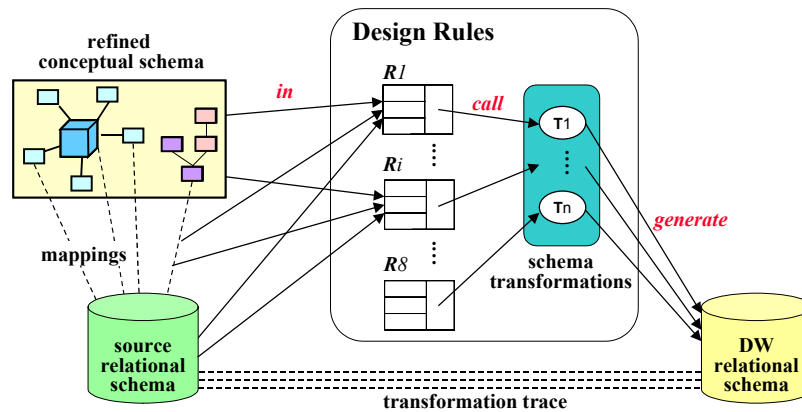 refined
conceptual schema
Design Rules
R1
in
call
T1
Ri
mappings
Tn
generate
R8
schema
transformations
source
relational
schema
DW
relational
schema
transformation trace